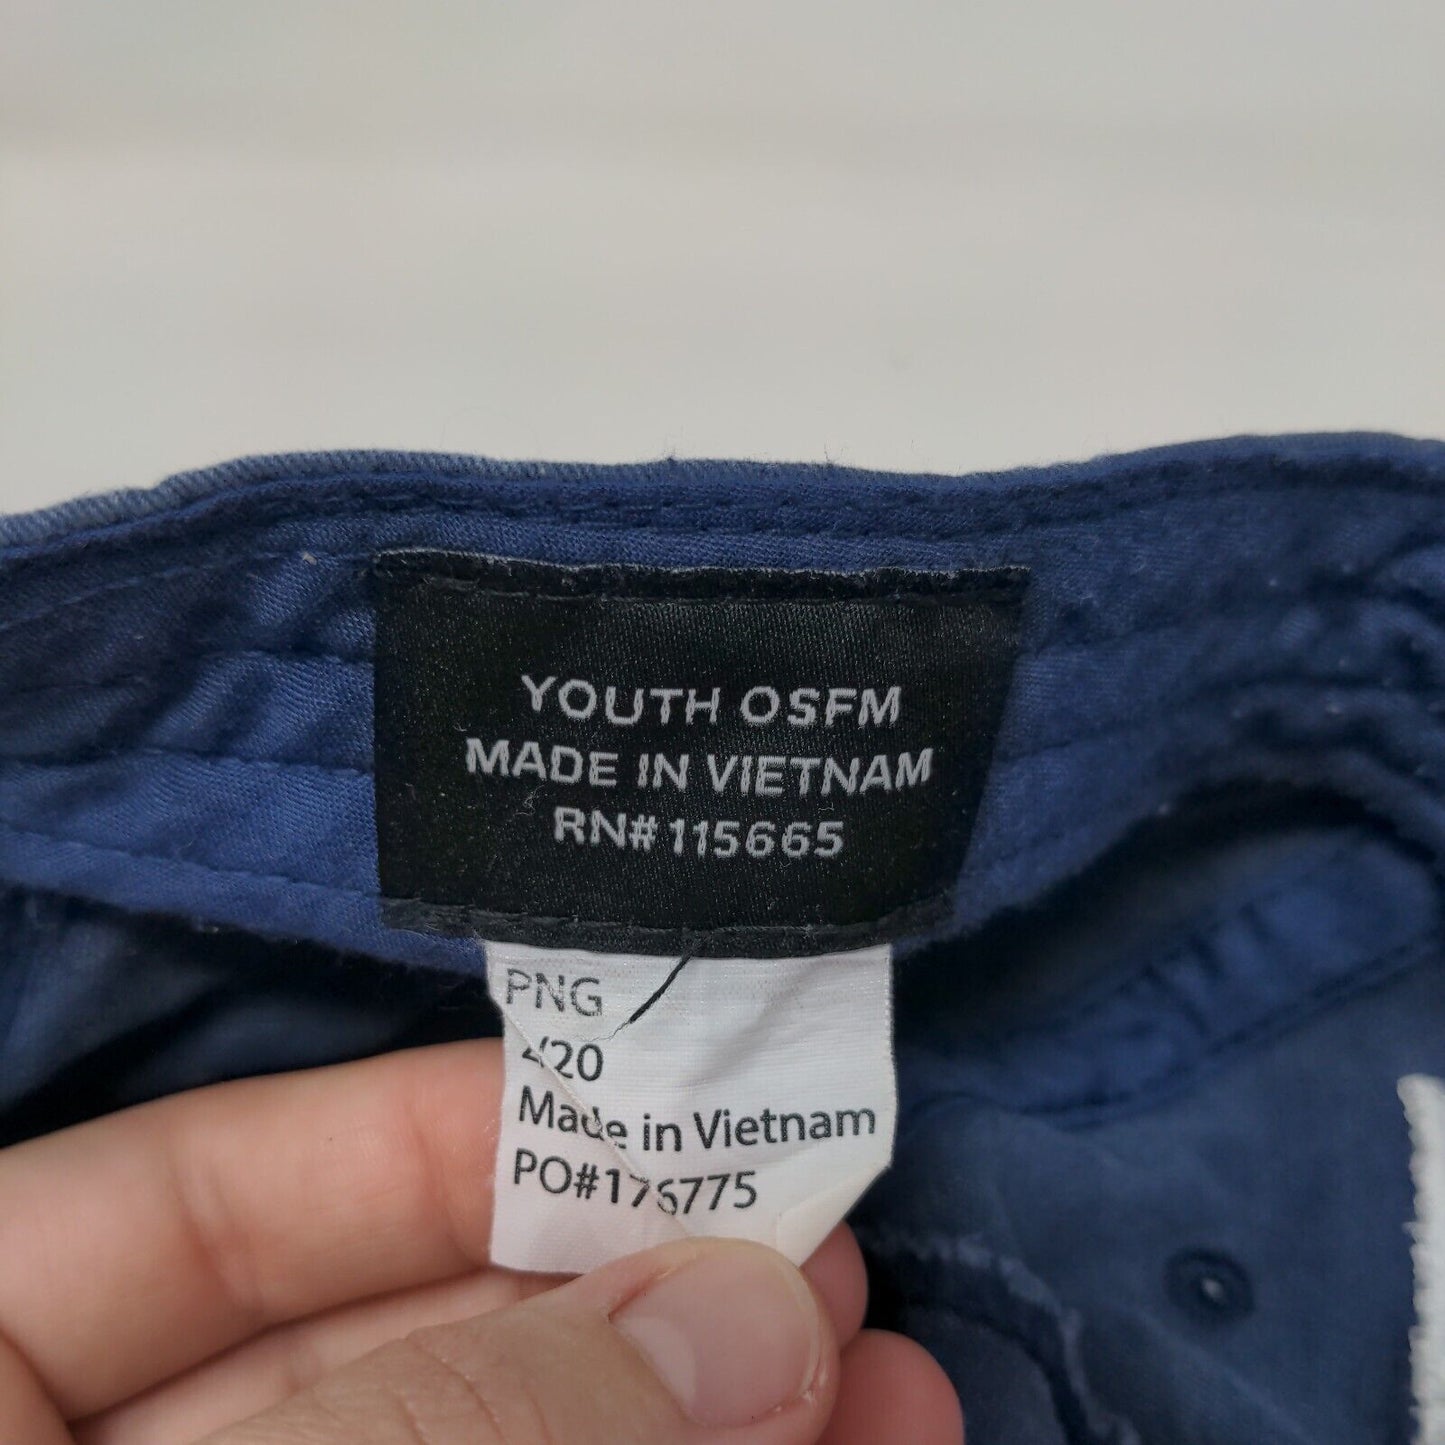 YOUTH OSFM
MADE IN VIETNAM
RN# 115665
PNG
4/20
Made in Vietnam
PO#176775